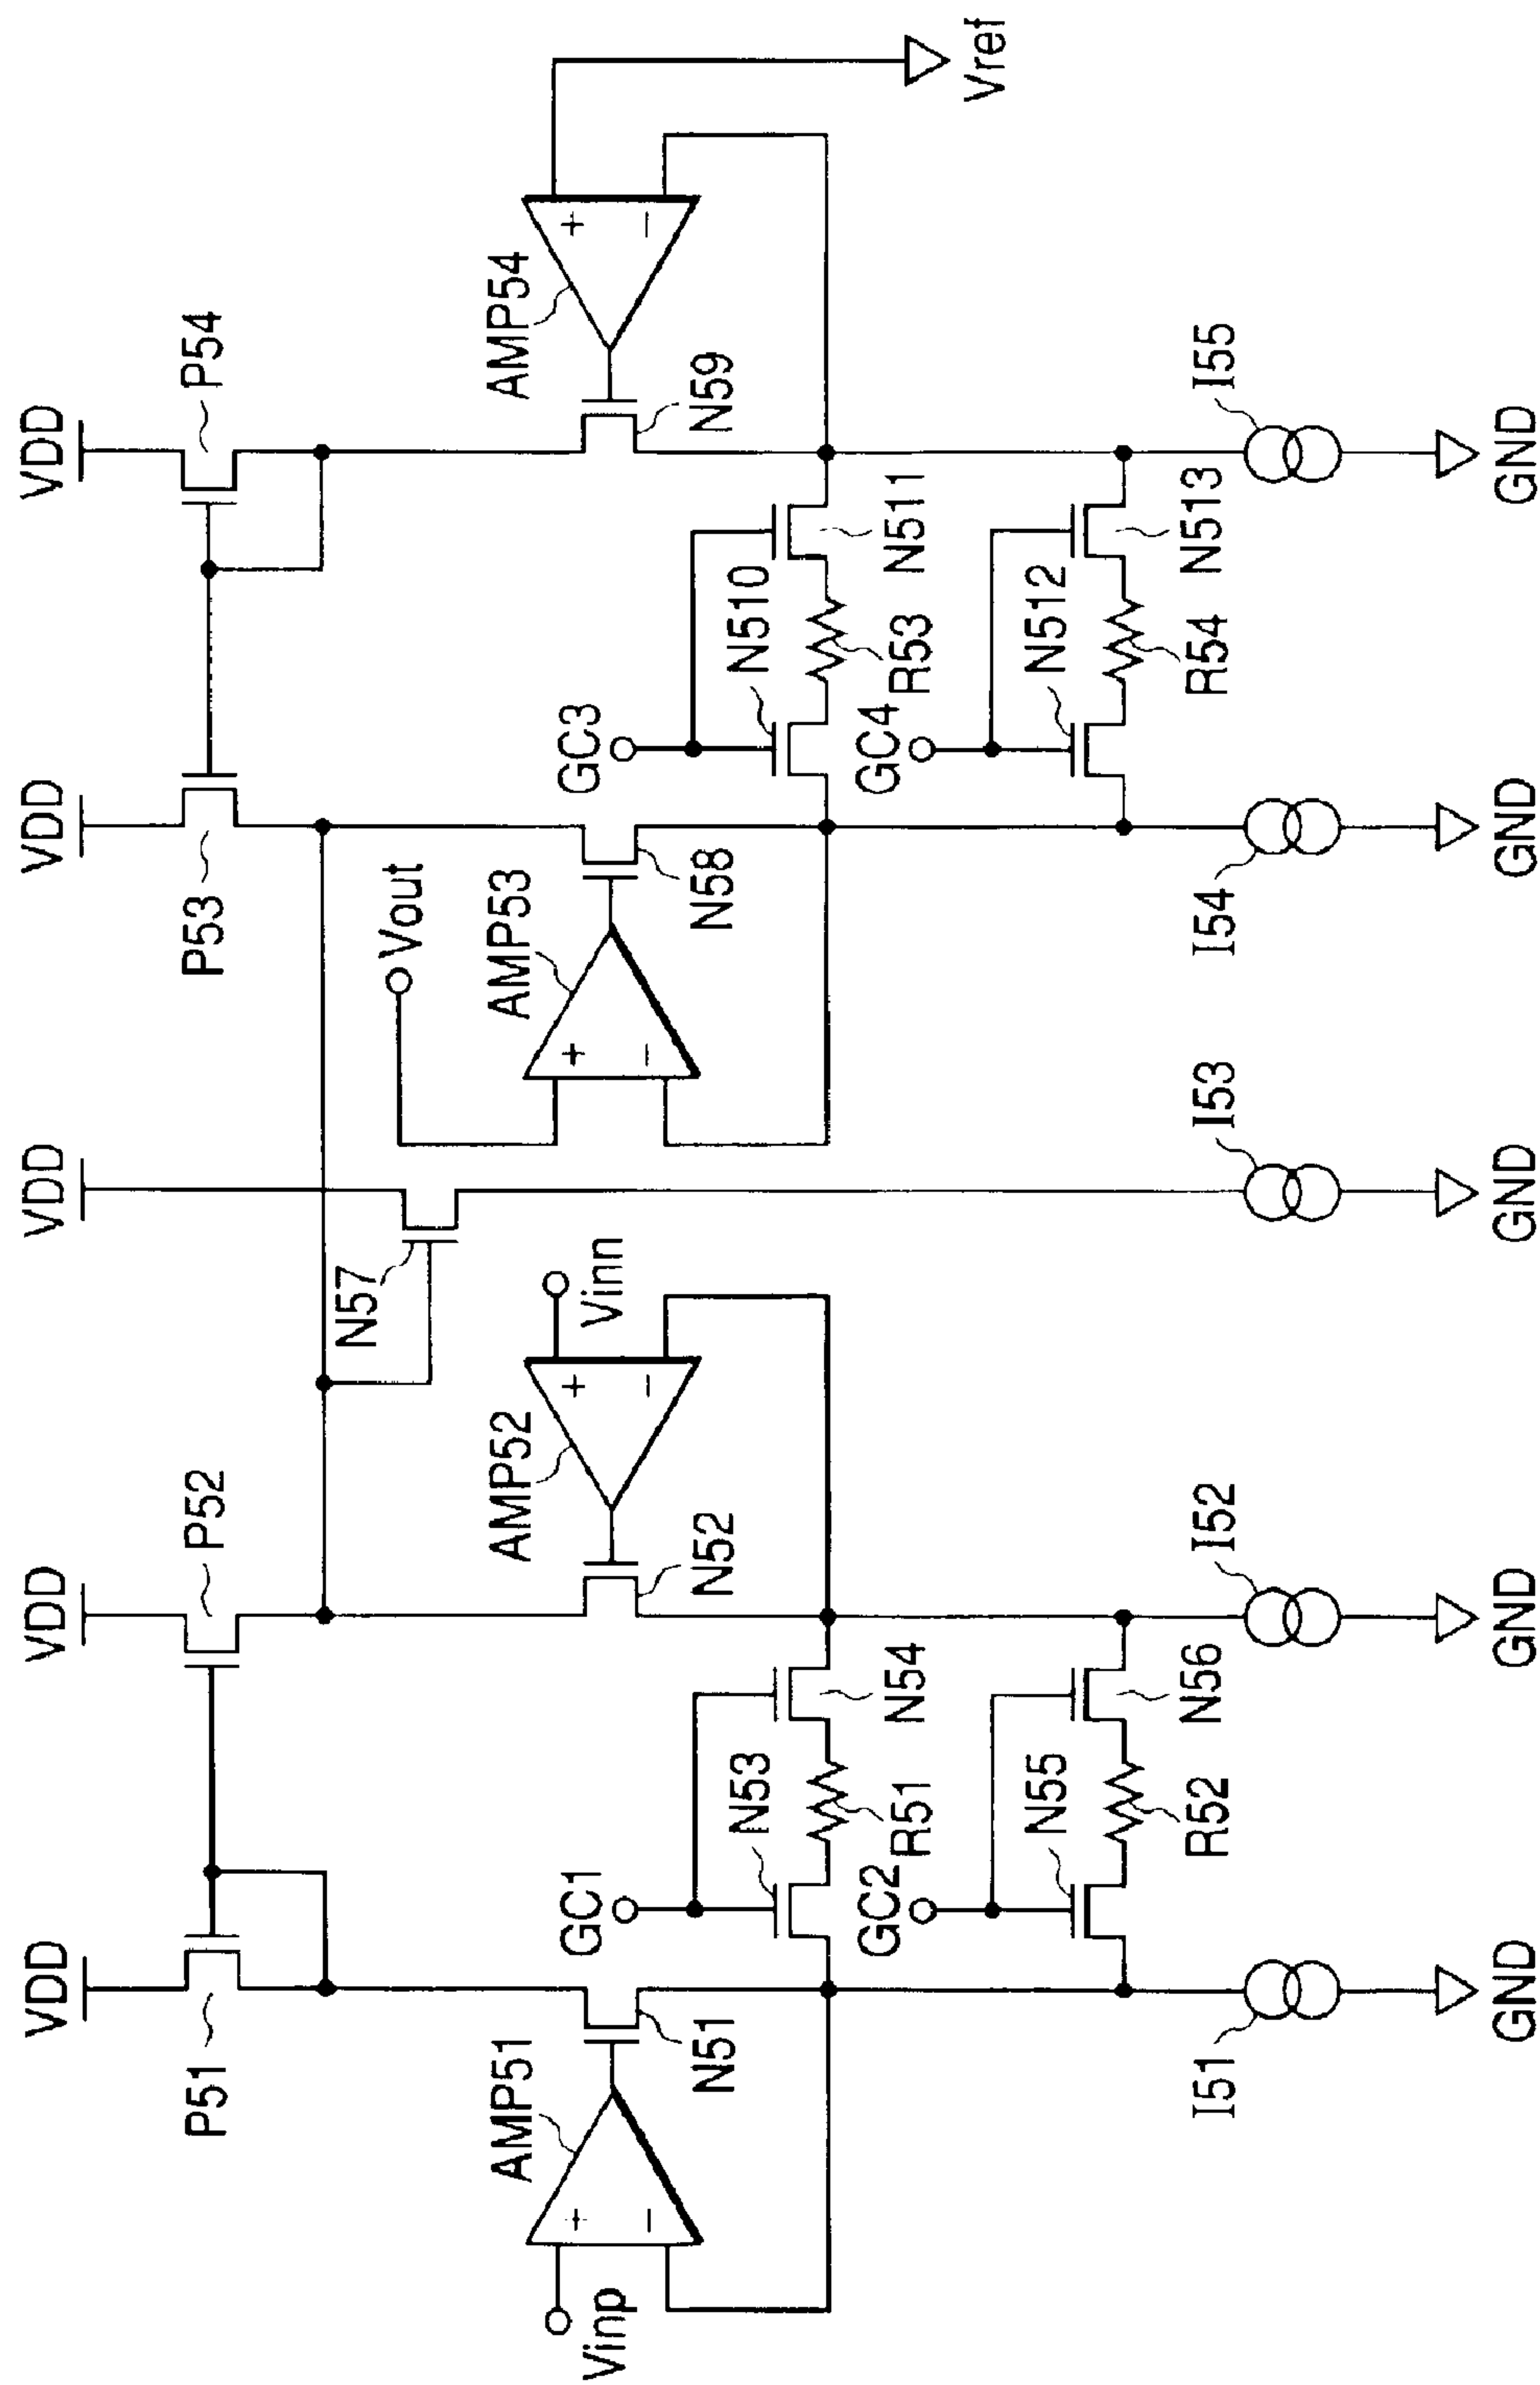 VDD
VDD
VDD
VDD
VDD
P51
P52
P53
P54
N57
Vout
AMP51
AMP52
AMP53
AMP54
Vinp
+
−
Vinn
+
−
+
−
+
−
Vref
N51
N52
N58
N59
GC1
N53
N54
R51
GC3
N510
N511
R53
GC2
N55
N56
R52
GC4
N512
N513
R54
I51
I52
I53
I54
I55
GND
GND
GND
GND
GND